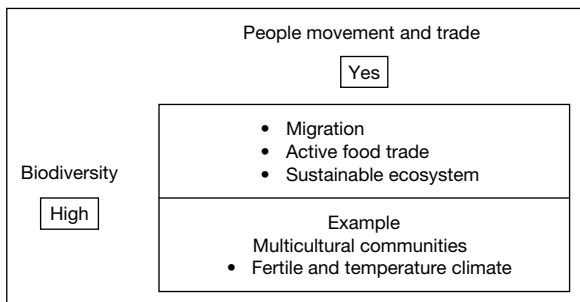 People movement and trade
Yes
• Migration
• Active food trade
• Sustainable ecosystem
Biodiversity
High
Example
Multicultural communities
• Fertile and temperature climate